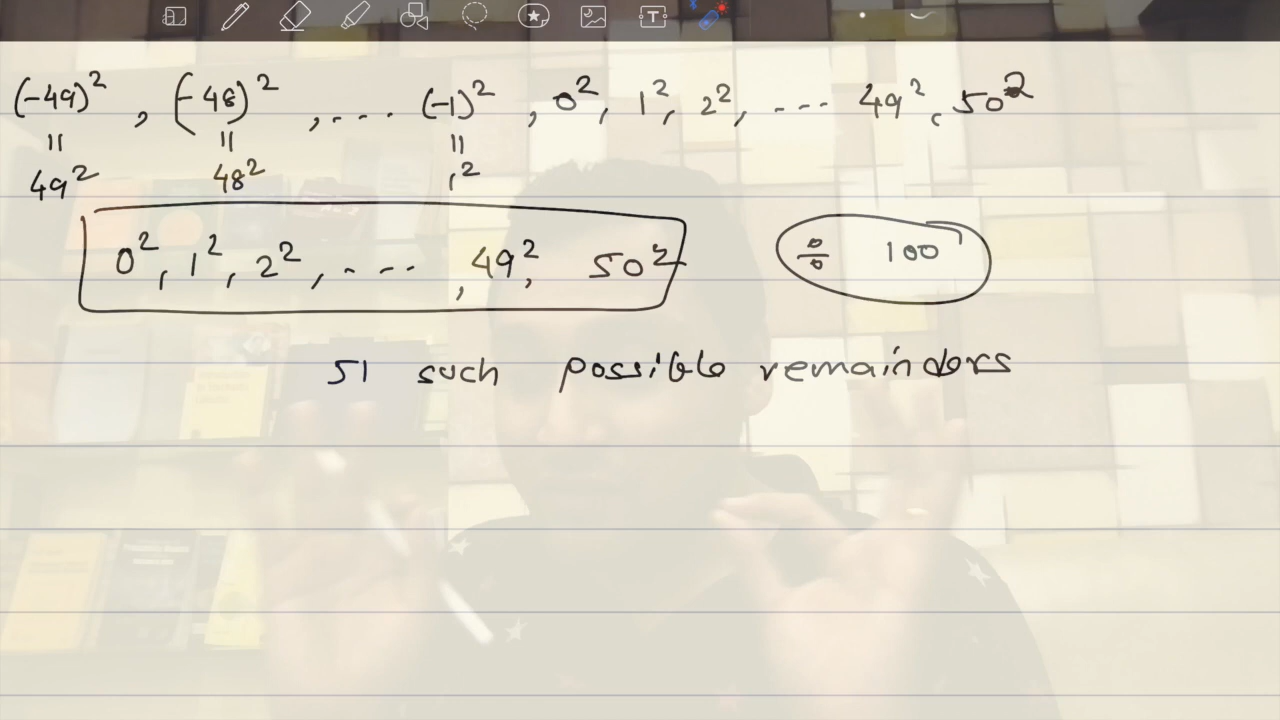 (-49)², (-48)², .... (-1)², 0², 1², 2², .... 49², 50²
= = =
49² 48² 1²
0², 1², 2², .... , 49², 50² ÷ 100
51 such possible remainders